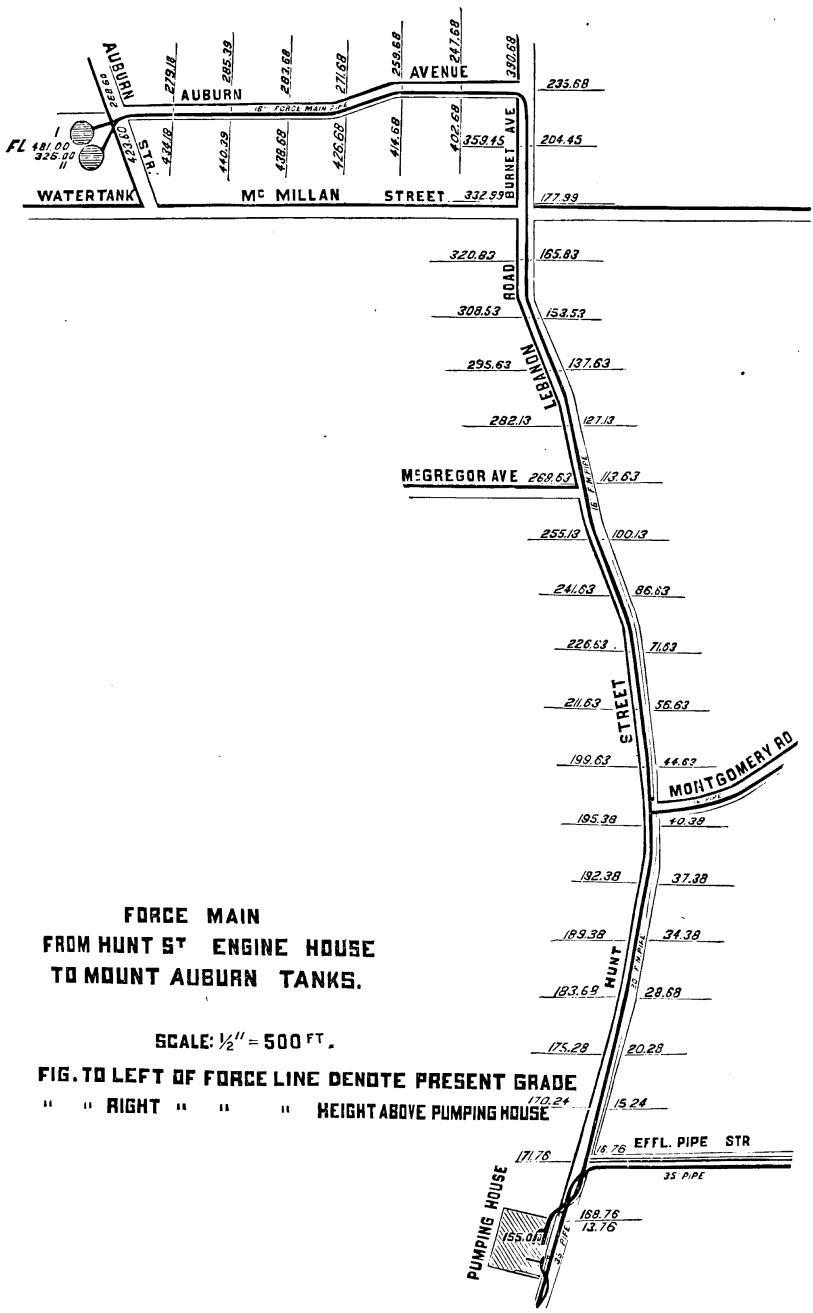 AUBURN
279.18
285.39
283.68
271.68
259.68
247.68
390.68
AVENUE
235.68
AUBURN
268.60
16" FORCE MAIN PIPE
I
FL 481.00
326.00
II
423.60
STR.
434.18
440.39
438.68
426.68
414.68
402.68
359.45
BURNET AVE
204.45
WATERTANK
Mc MILLAN STREET
332.99
177.99
320.83
165.83
ROAD
308.53
153.53
LEBANON
295.63
137.63
282.13
127.13
McGREGOR AVE
268.63
113.63
16" F.M. PIPE
255.13
100.13
241.63
86.63
226.63
71.63
STREET
211.63
56.63
199.63
44.63
MONTGOMERY RD
PIPE
195.38
40.38
192.38
37.38
FORCE MAIN
FROM HUNT ST ENGINE HOUSE
TO MOUNT AUBURN TANKS.
189.38
34.38
HUNT
20 F.M. PIPE
183.69
28.68
SCALE: ½" = 500 FT.
175.28
20.28
FIG. TO LEFT OF FORCE LINE DENOTE PRESENT GRADE
" " RIGHT " " " HEIGHT ABOVE PUMPING HOUSE
170.24
15.24
171.76
16.76
EFFL. PIPE STR
35 PIPE
PUMPING HOUSE
155.00
168.76
13.76
36 PIPE